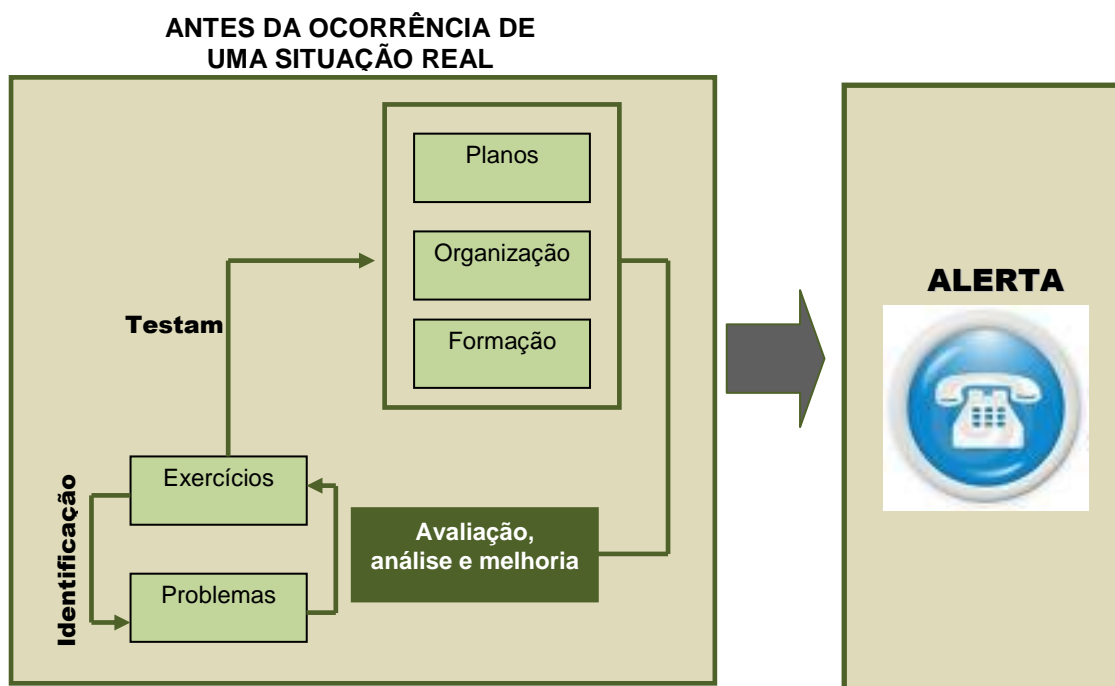 ANTES DA OCORRÊNCIA DE
UMA SITUAÇÃO REAL
Planos
Organização
Formação
Testam
Exercícios
Identificação
Problemas
Avaliação,
análise e melhoria
ALERTA